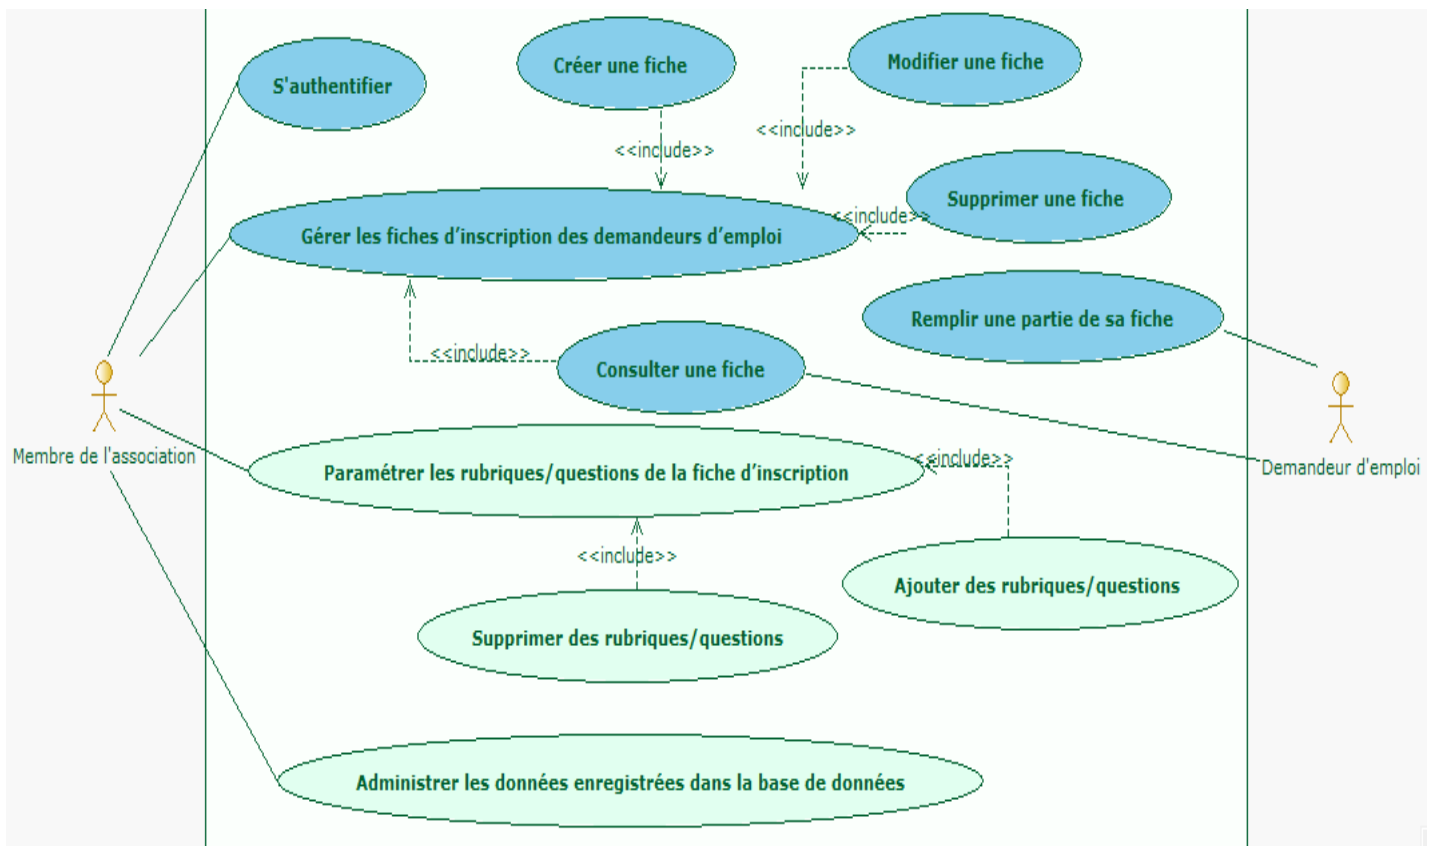 S'authentifier
Créer une fiche
Modifier une fiche
<<include>>
<<include>>
Supprimer une fiche
<<include>>
Gérer les fiches d’inscription des demandeurs d’emploi
Remplir une partie de sa fiche
<<include>>
Consulter une fiche
Membre de l'association
Demandeur d'emploi
<<include>>
Paramétrer les rubriques/questions de la fiche d’inscription
<<include>>
Ajouter des rubriques/questions
Supprimer des rubriques/questions
Administrer les données enregistrées dans la base de données